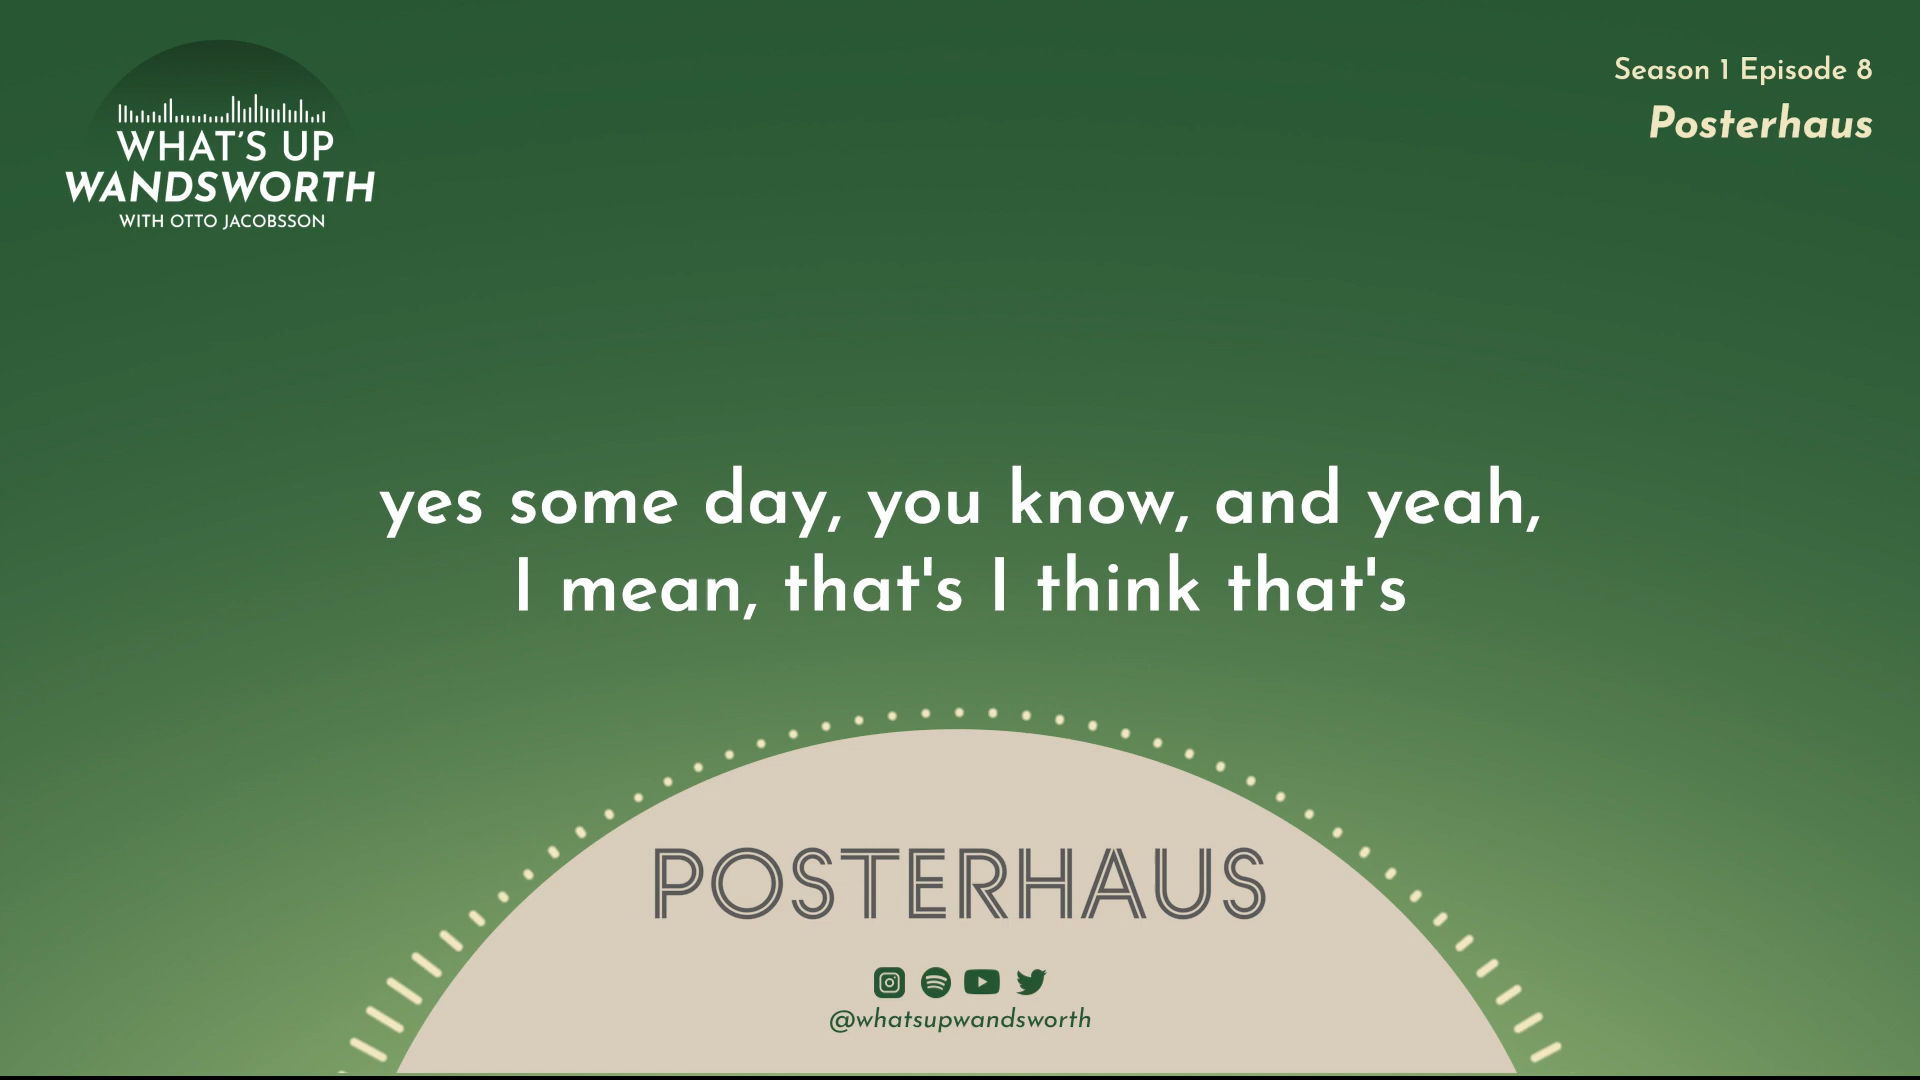 WHAT'S UP
WANDSWORTH
WITH OTTO JACOBSSON
Season 1 Episode 8
Posterhaus
yes some day, you know, and yeah,
I mean, that's I think that's
POSTERHAUS
@whatsupwandsworth